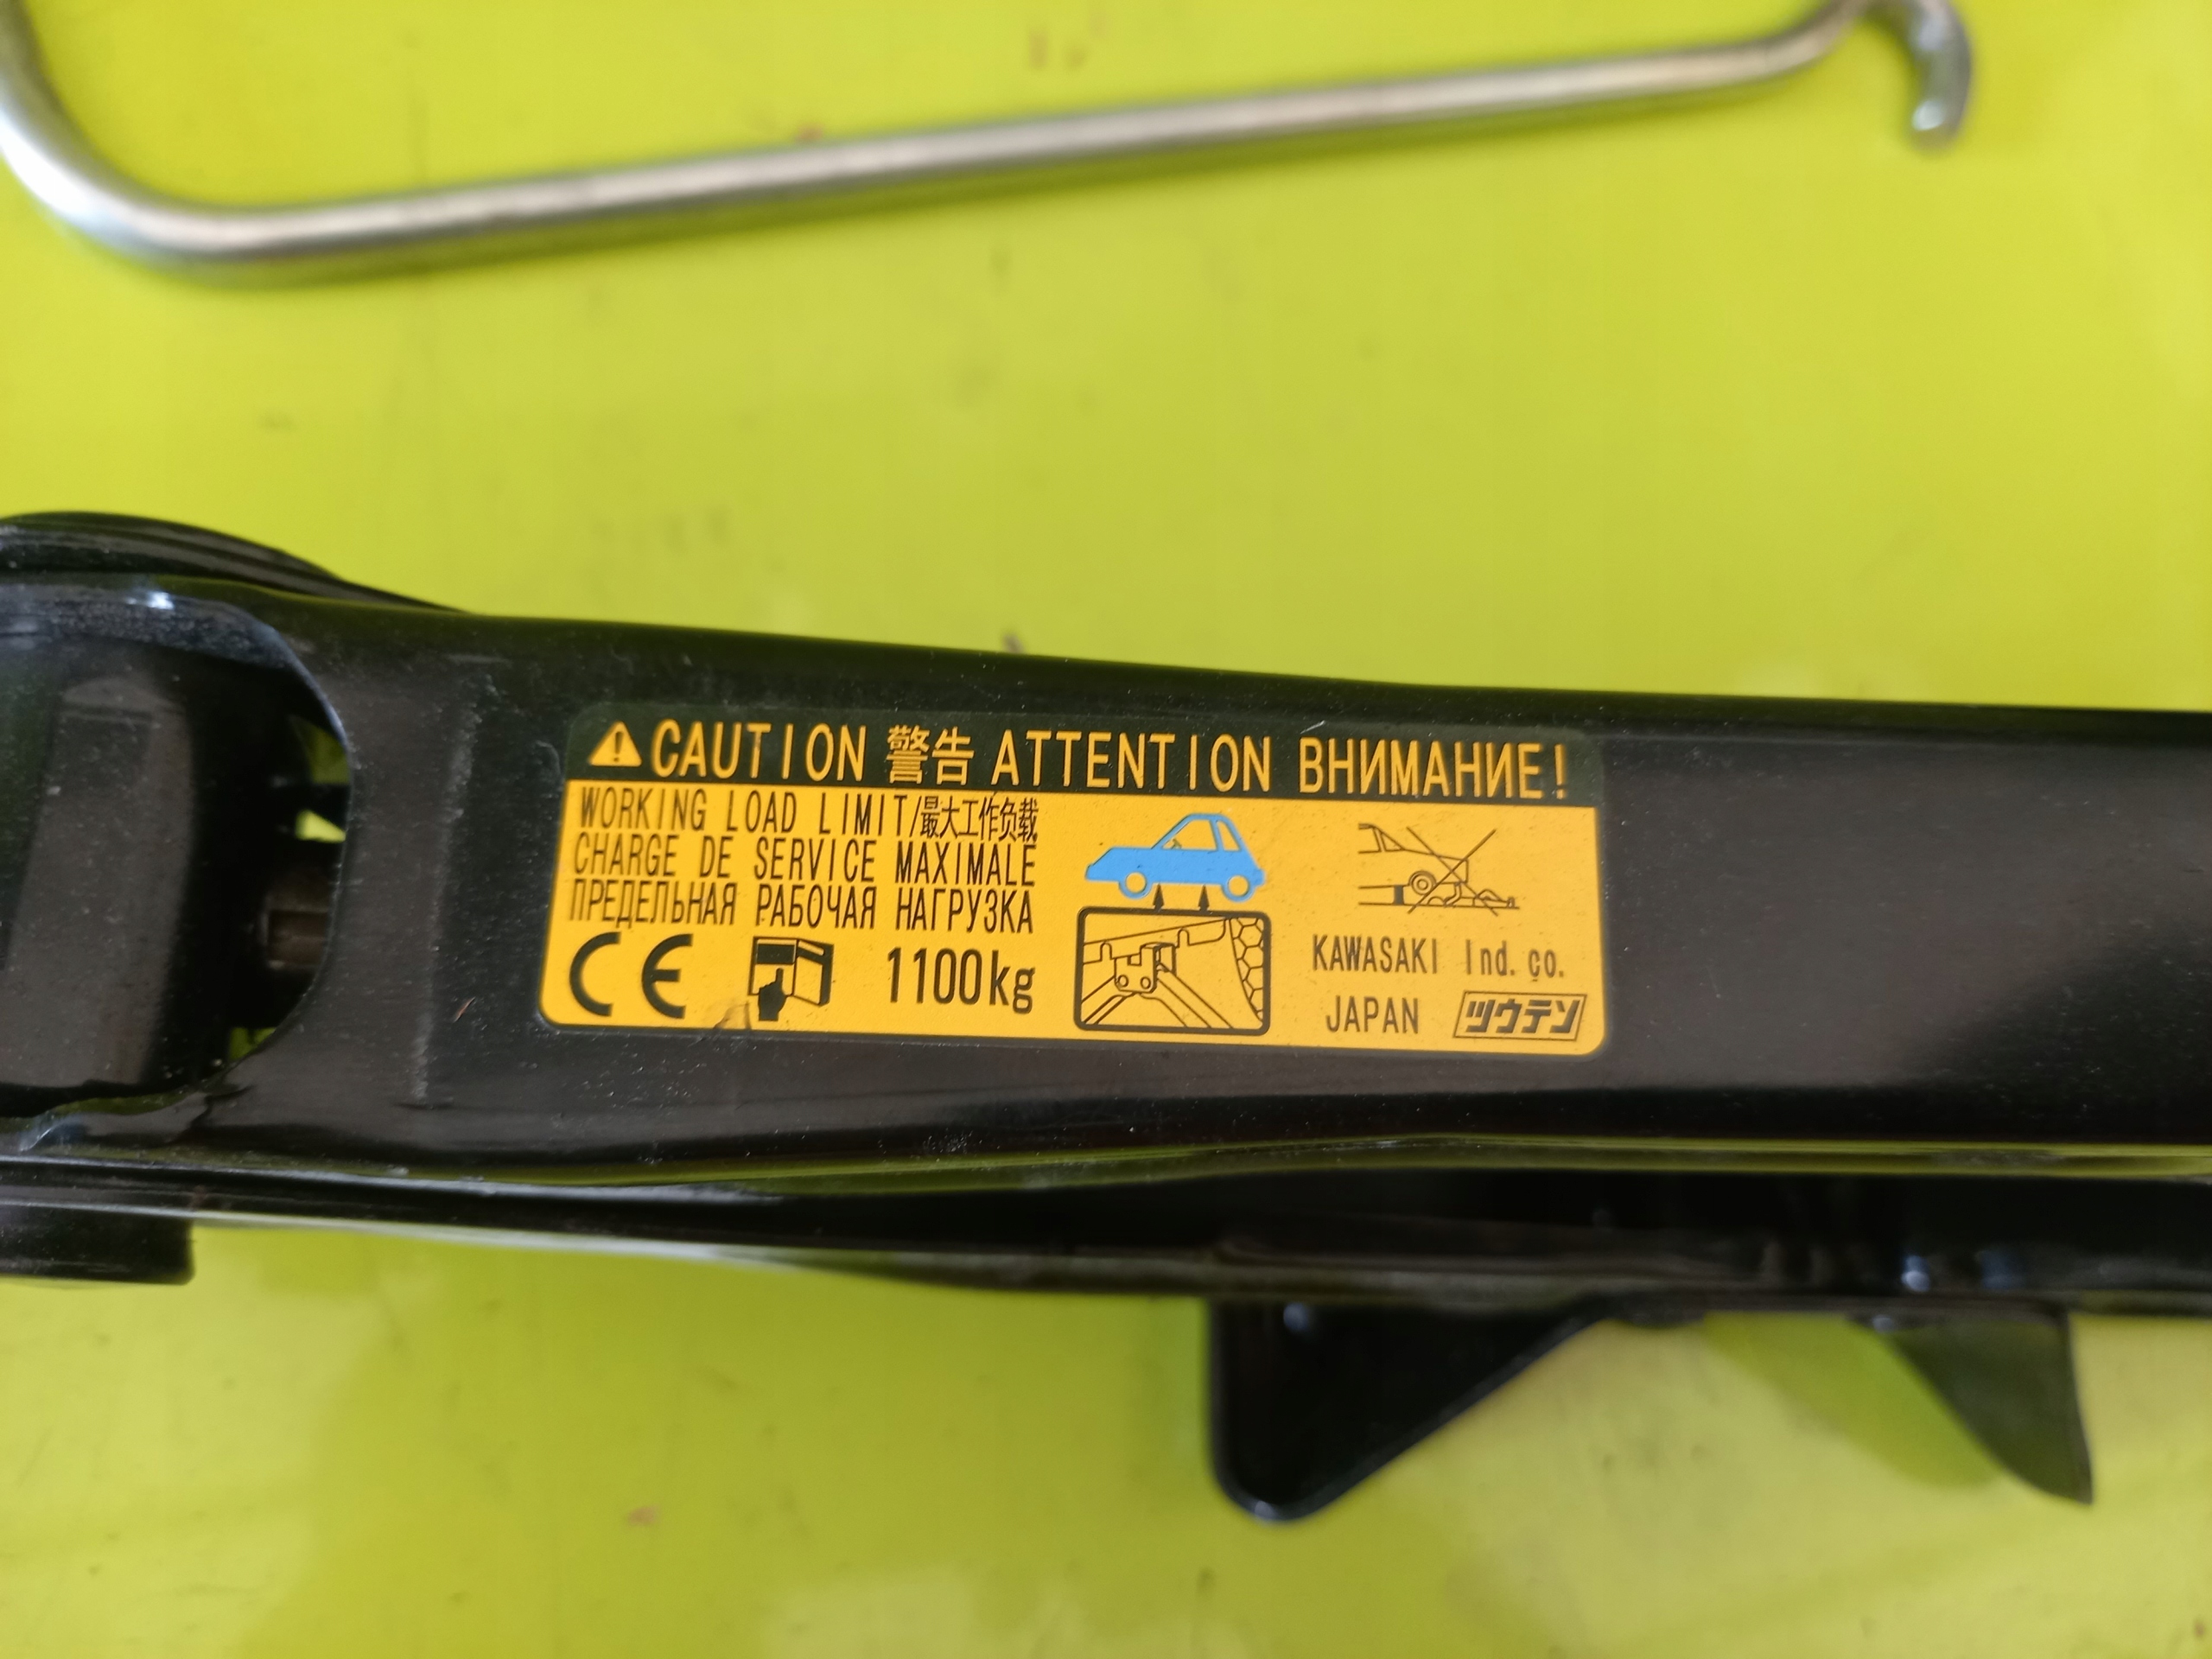 CAUTION 警告 ATTENTION ВНИМАНИЕ!
WORKING LOAD LIMIT/最大工作负载
CHARGE DE SERVICE MAXIMALE
ПРЕДЕЛЬНАЯ РАБОЧАЯ НАГРУЗКА
CE 1100kg
KAWASAKI Ind. co.
JAPAN ツウテン